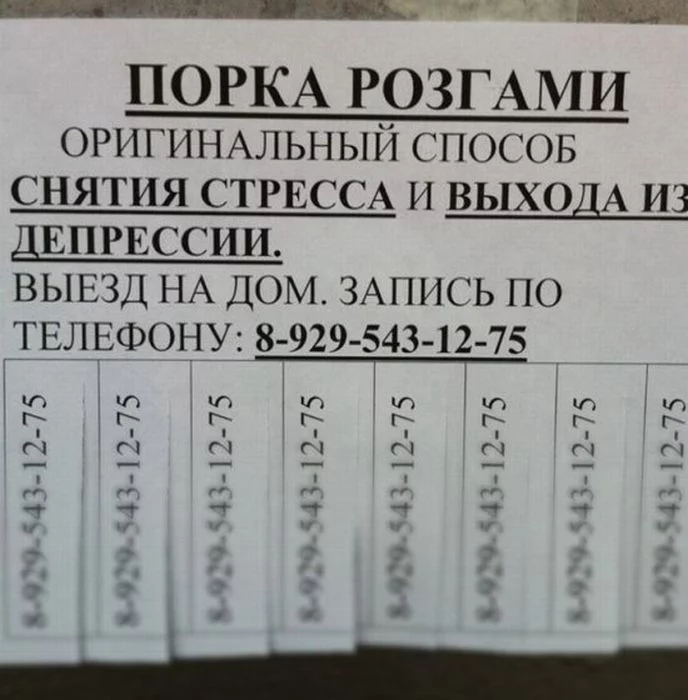 ПОРКА РОЗГАМИ
ОРИГИНАЛЬНЫЙ СПОСОБ
СНЯТИЯ СТРЕССА И ВЫХОДА ИЗ
ДЕПРЕССИИ.
ВЫЕЗД НА ДОМ. ЗАПИСЬ ПО
ТЕЛЕФОНУ: 8-929-543-12-75
8-929-543-12-75
8-929-543-12-75
8-929-543-12-75
8-929-543-12-75
8-929-543-12-75
8-929-543-12-75
8-929-543-12-75
8-929-543-12-75